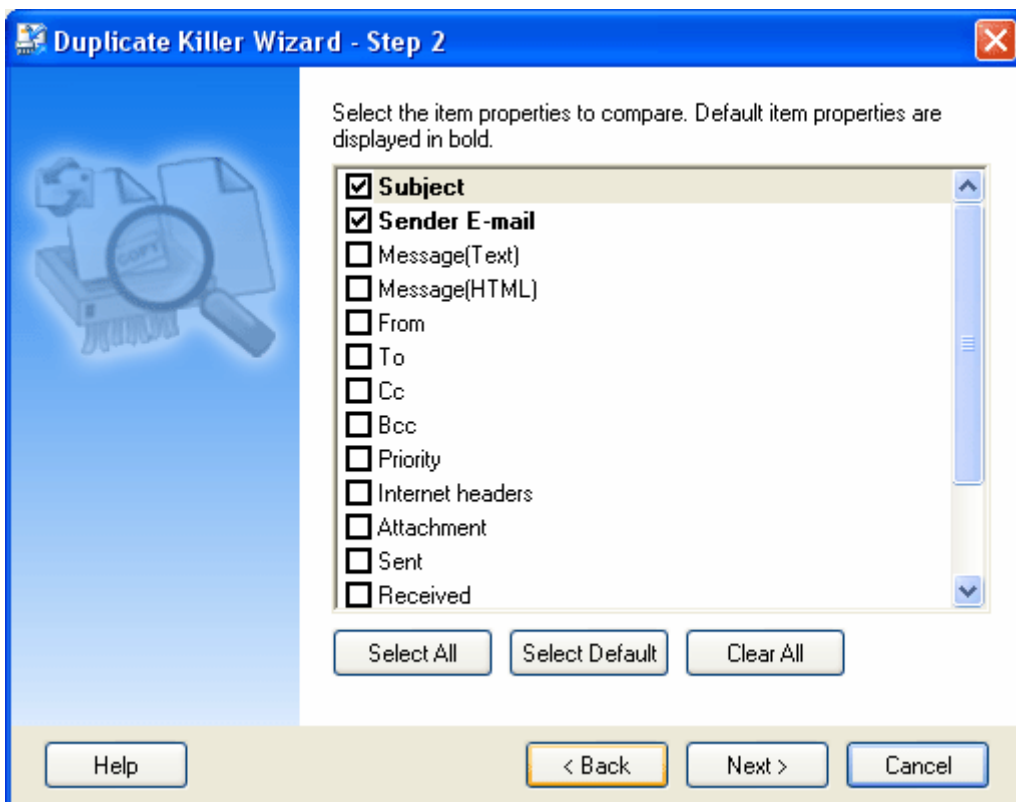 Duplicate Killer Wizard - Step 2
Select the item properties to compare. Default item properties are
displayed in bold.
Subject
Sender E-mail
Message(Text)
Message(HTML)
From
To
Cc
Bcc
Priority
Internet headers
Attachment
Sent
Received
COPY
Select All
Select Default
Clear All
Help
< Back
Next >
Cancel